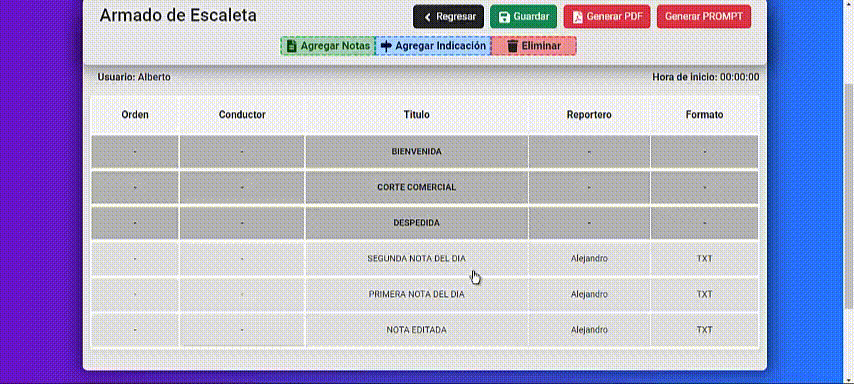 Armado de Escaleta
Regresar
Guardar
Generar PDF
Generar PROMPT
Agregar Notas
Agregar Indicación
Eliminar
Usuario: Alberto
Hora de inicio: 00:00:00
Orden Conductor Titulo Reportero Formato
- - BIENVENIDA - -
- - CORTE COMERCIAL - -
- - DESPEDIDA - -
- - SEGUNDA NOTA DEL DIA Alejandro TXT
- - PRIMERA NOTA DEL DIA Alejandro TXT
- - NOTA EDITADA Alejandro TXT